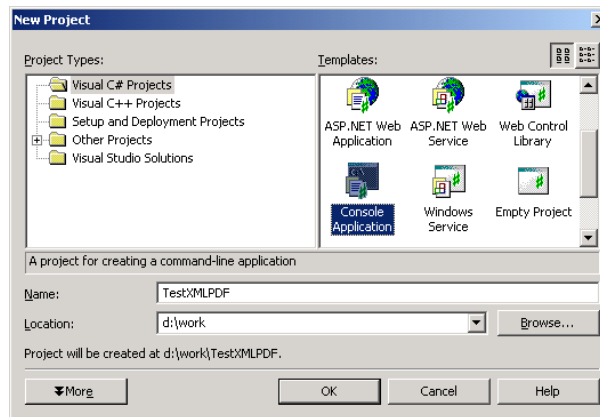 New Project
Project Types:
Templates:
Visual C# Projects
Visual C++ Projects
Setup and Deployment Projects
Other Projects
Visual Studio Solutions
ASP.NET Web Application
ASP.NET Web Service
Web Control Library
Console Application
Windows Service
Empty Project
A project for creating a command-line application
Name:
TestXMLPDF
Location:
d:\work
Browse...
Project will be created at d:\work\TestXMLPDF.
More
OK
Cancel
Help